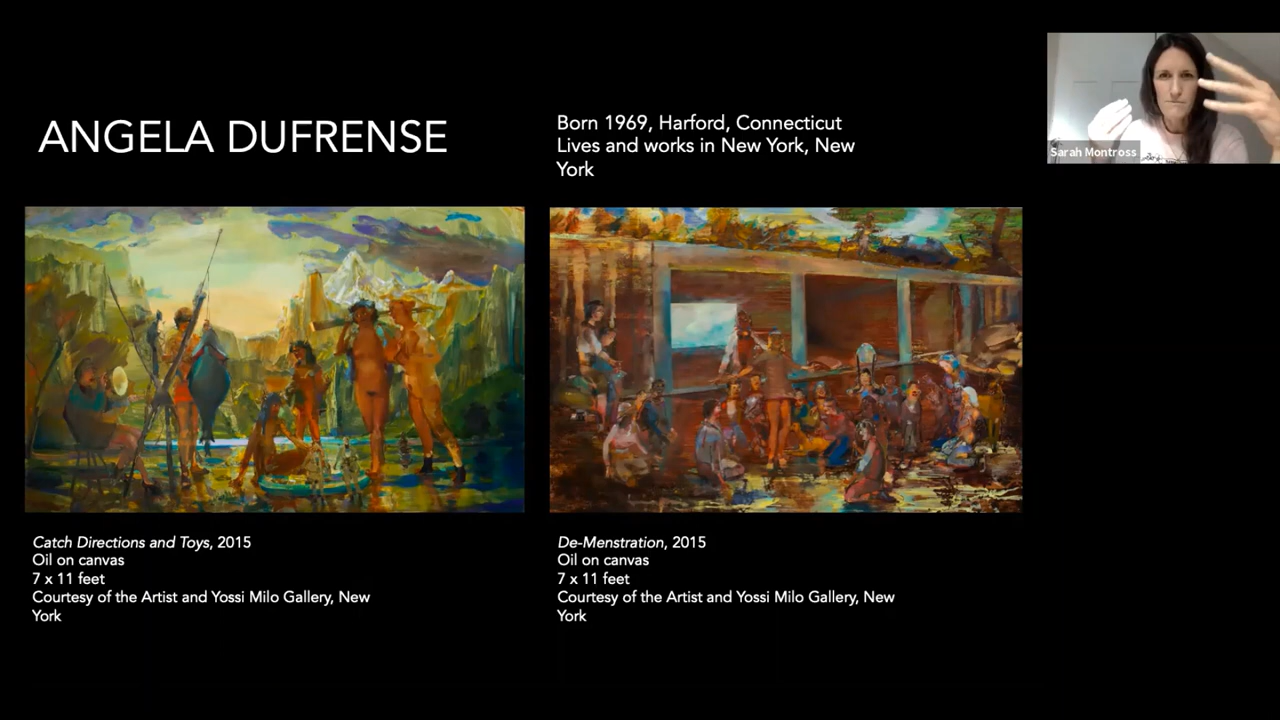 ANGELA DUFRENSE
Born 1969, Harford, Connecticut
Lives and works in New York, New
York
Sarah Montross
Catch Directions and Toys, 2015
Oil on canvas
7 x 11 feet
Courtesy of the Artist and Yossi Milo Gallery, New
York
De-Menstration, 2015
Oil on canvas
7 x 11 feet
Courtesy of the Artist and Yossi Milo Gallery, New
York